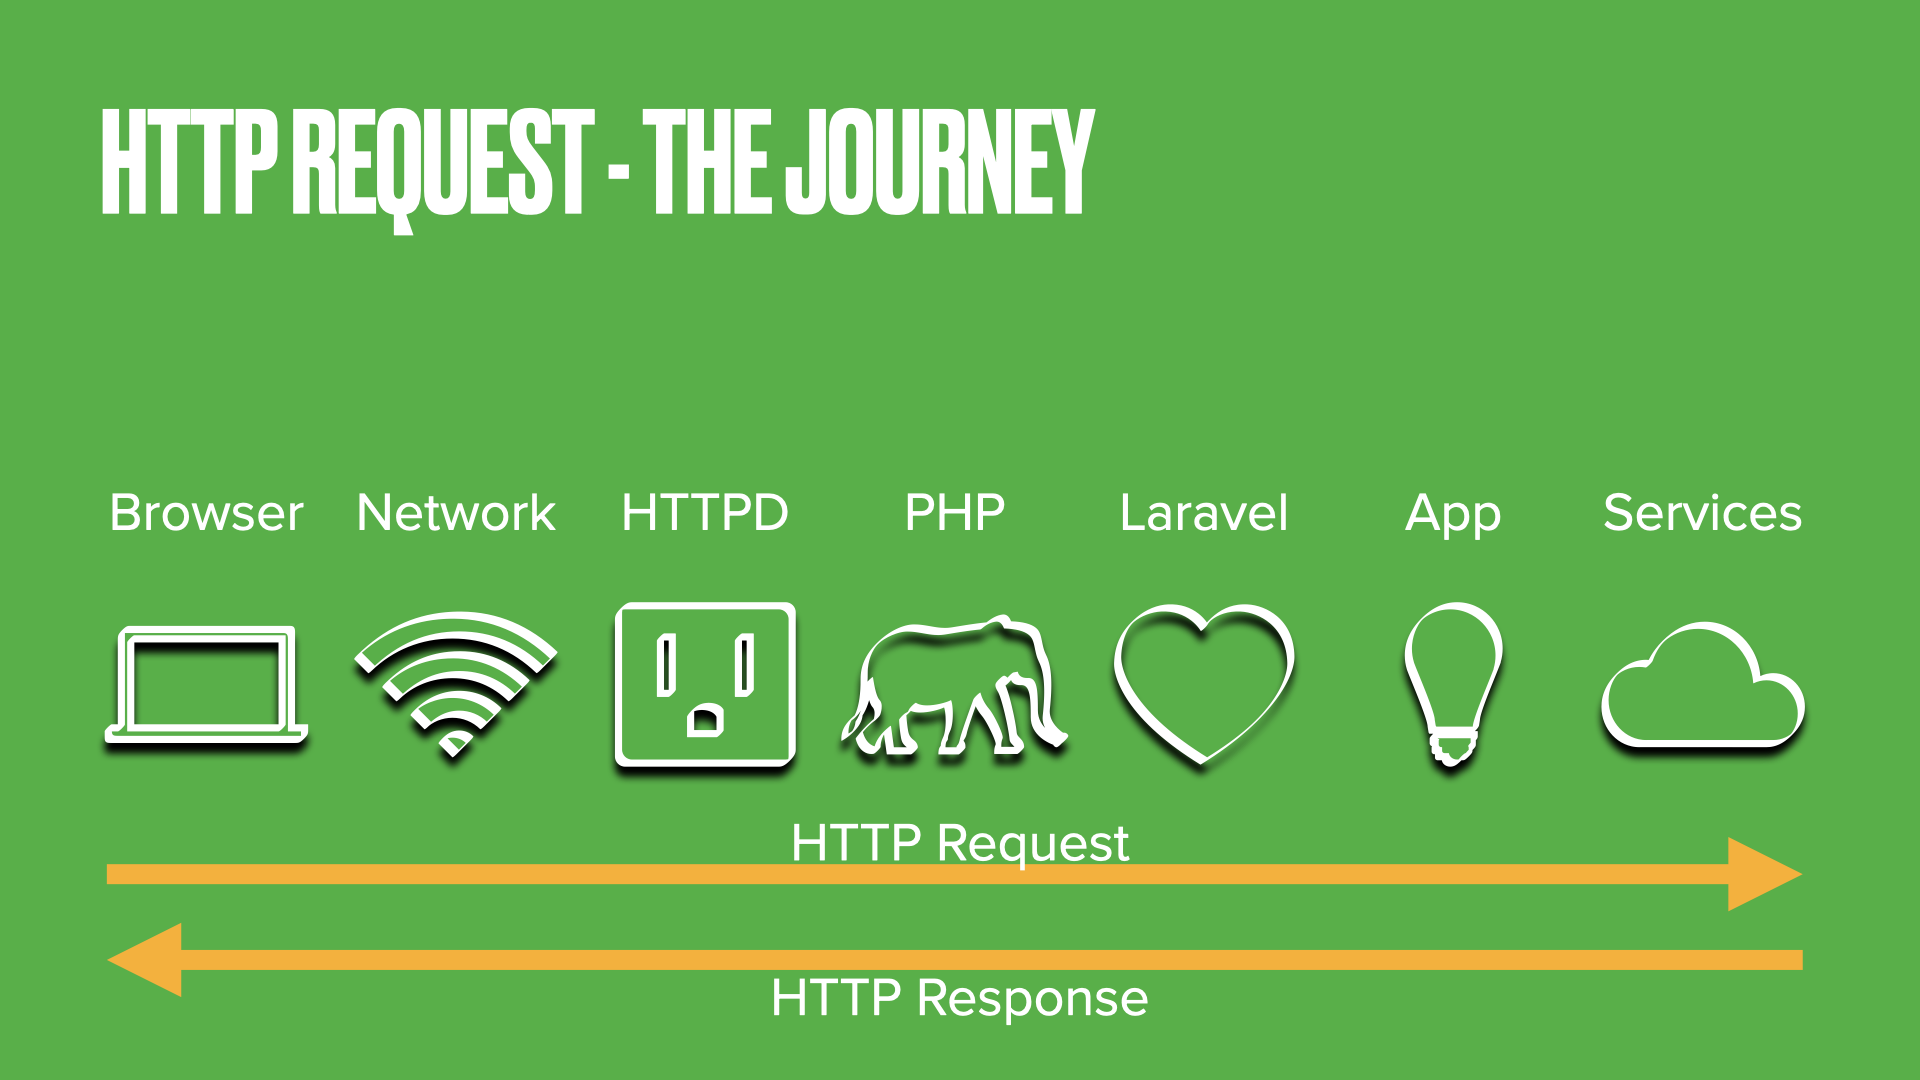 HTTP REQUEST - THE JOURNEY
Browser Network HTTPD PHP Laravel App Services
HTTP Request
HTTP Response